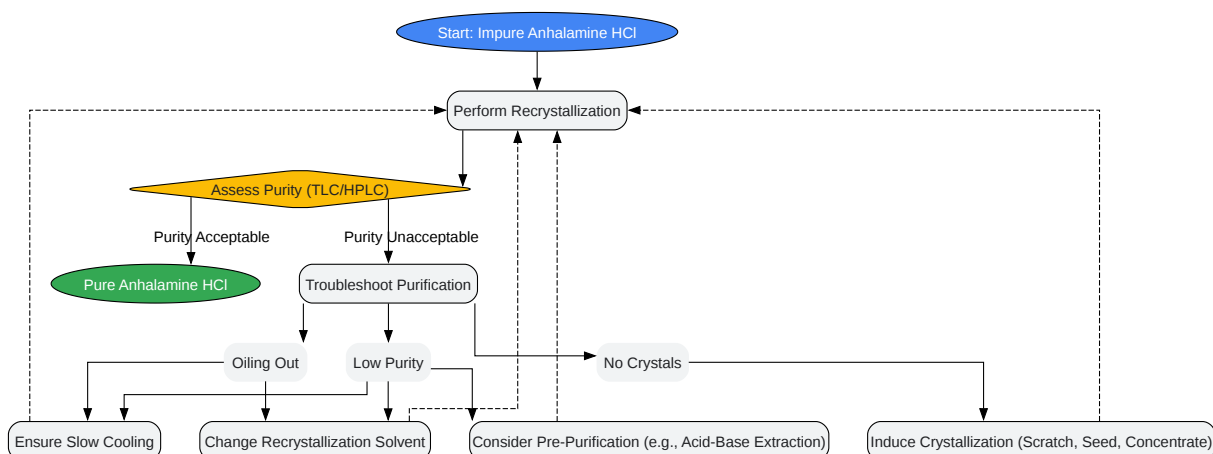 Start: Impure Anhalamine HCl
Perform Recrystallization
Assess Purity (TLC/HPLC)
Purity Acceptable
Purity Unacceptable
Pure Anhalamine HCl
Troubleshoot Purification
Oiling Out
Low Purity
No Crystals
Ensure Slow Cooling
Change Recrystallization Solvent
Consider Pre-Purification (e.g., Acid-Base Extraction)
Induce Crystallization (Scratch, Seed, Concentrate)